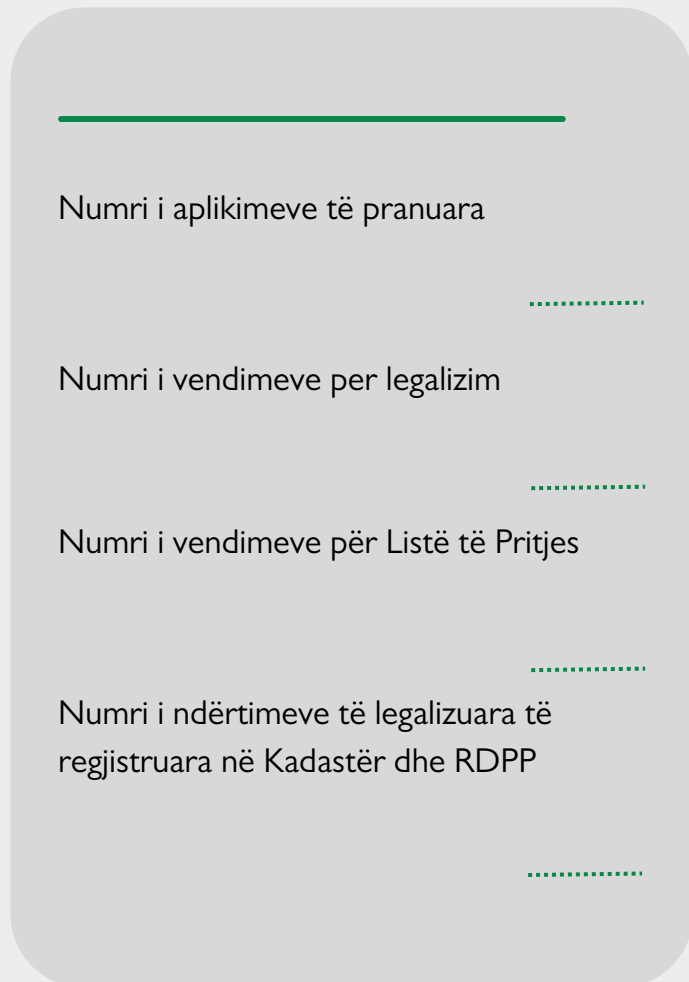 Numri i aplikimeve të pranuara
Numri i vendimeve per legalizim
Numri i vendimeve për Listë të Pritjes
Numri i ndërtimeve të legalizuara të
regjistruara në Kadastër dhe RDPP